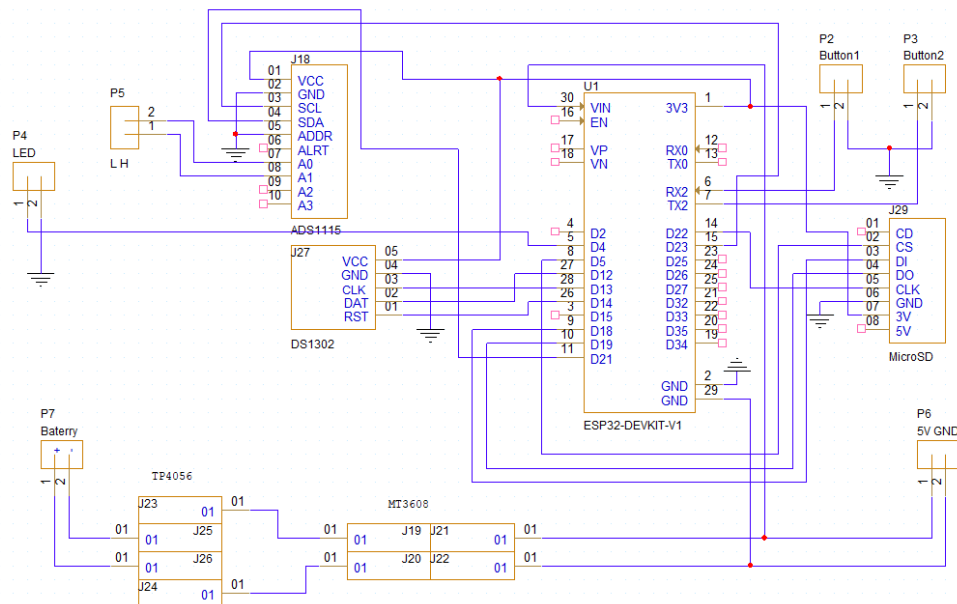 P2
Button1
1
2
P3
Button2
1
2
J18
01 VCC
02 GND
03 SCL
04 SDA
05 ADDR
06 ALRT
07 A0
08 A1
09 A2
10 A3
ADS1115
P5
2
1
L H
P4
LED
1
2
U1
30 VIN
16 EN
17 VP
18 VN
4 D2
5 D4
8 D5
27 D12
28 D13
26 D14
3 D15
9 D18
10 D19
11 D21
3V3 1
RX0 12
TX0 13
RX2 6
TX2 7
D22 14
D23 15
D25 23
D26 24
D27 25
D32 21
D33 22
D35 20
D34 19
GND 2
GND 29
ESP32-DEVKIT-V1
J27
VCC 05
GND 04
CLK 03
DAT 02
RST 01
DS1302
J29
01 CD
02 CS
03 DI
04 DO
05 CLK
06 GND
07 3V
08 5V
MicroSD
P7
Baterry
+ -
1
2
TP4056
J23
01 01
J25
01 01
J26
01 01
J24
01 01
MT3608
J19
01 01
J21
01 01
J20
01 01
J22
01 01
P6
5V GND
1
2